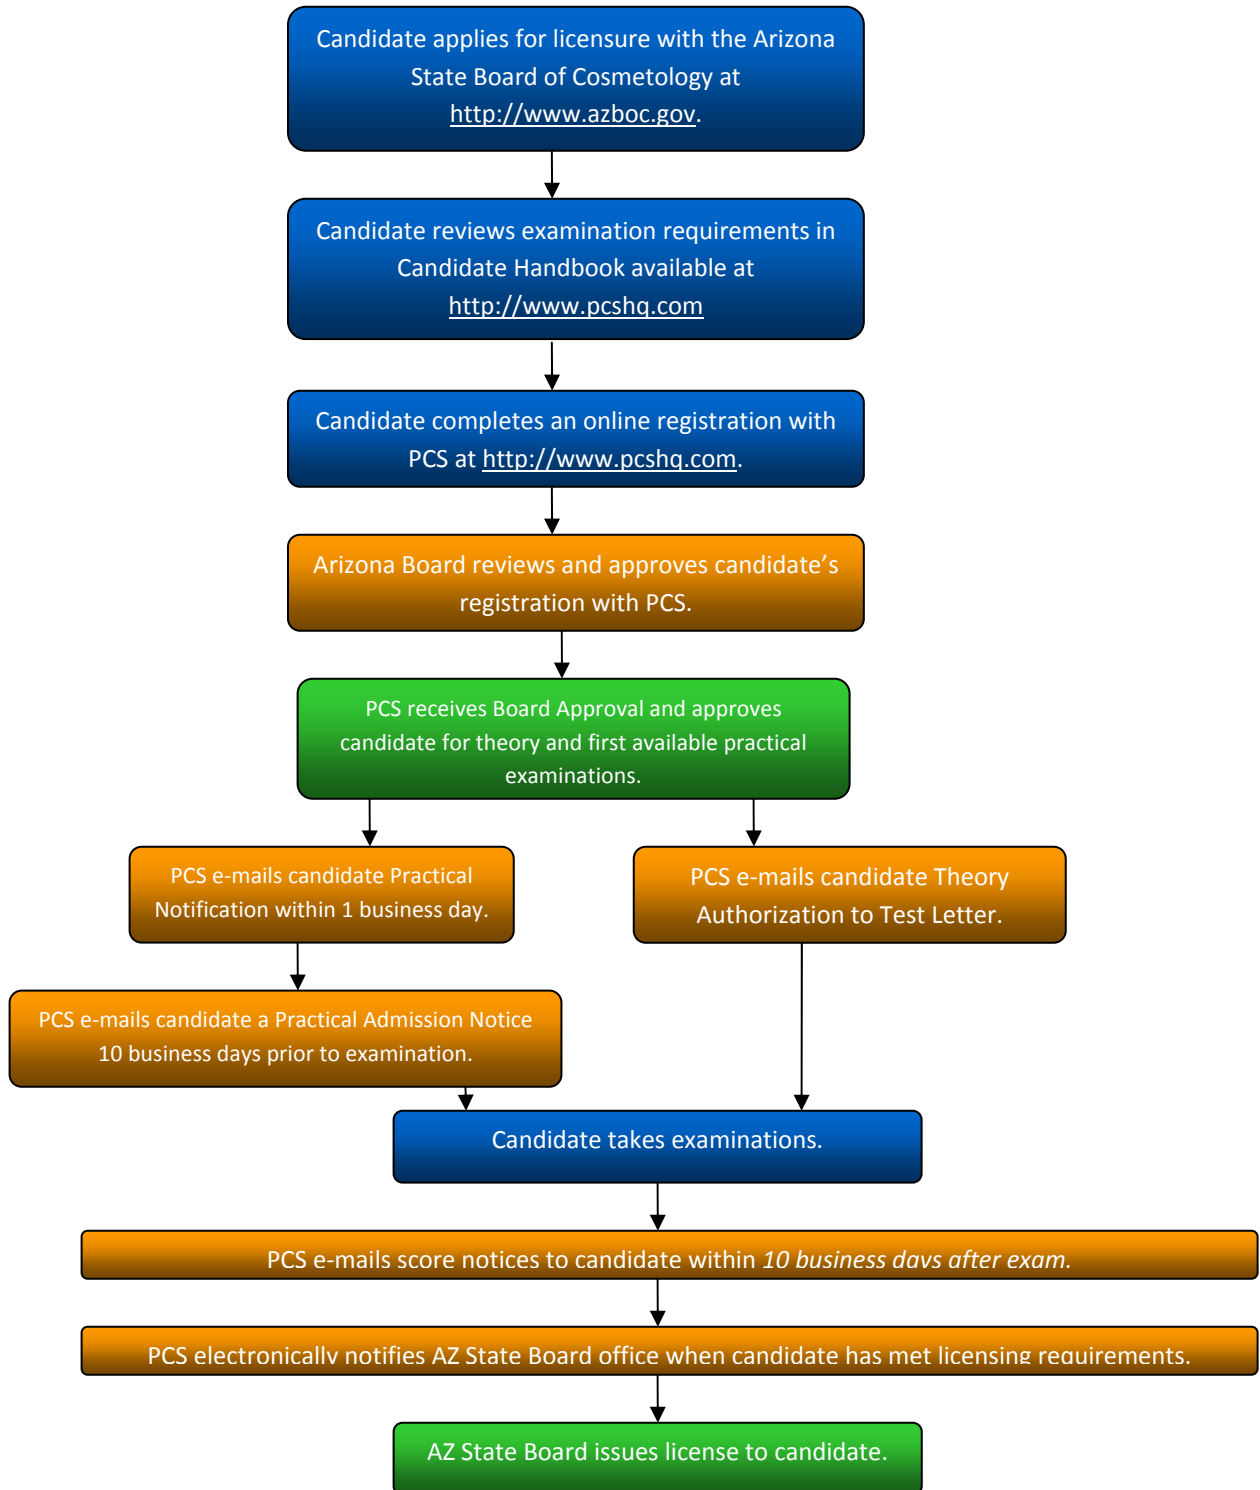 Candidate applies for licensure with the Arizona
State Board of Cosmetology at
http://www.azboc.gov.
Candidate reviews examination requirements in
Candidate Handbook available at
http://www.pcshq.com
Candidate completes an online registration with
PCS at http://www.pcshq.com.
Arizona Board reviews and approves candidate’s
registration with PCS.
PCS receives Board Approval and approves
candidate for theory and first available practical
examinations.
PCS e-mails candidate Practical
Notification within 1 business day.
PCS e-mails candidate Theory
Authorization to Test Letter.
PCS e-mails candidate a Practical Admission Notice
10 business days prior to examination.
Candidate takes examinations.
PCS e-mails score notices to candidate within 10 business days after exam.
PCS electronically notifies AZ State Board office when candidate has met licensing requirements.
AZ State Board issues license to candidate.